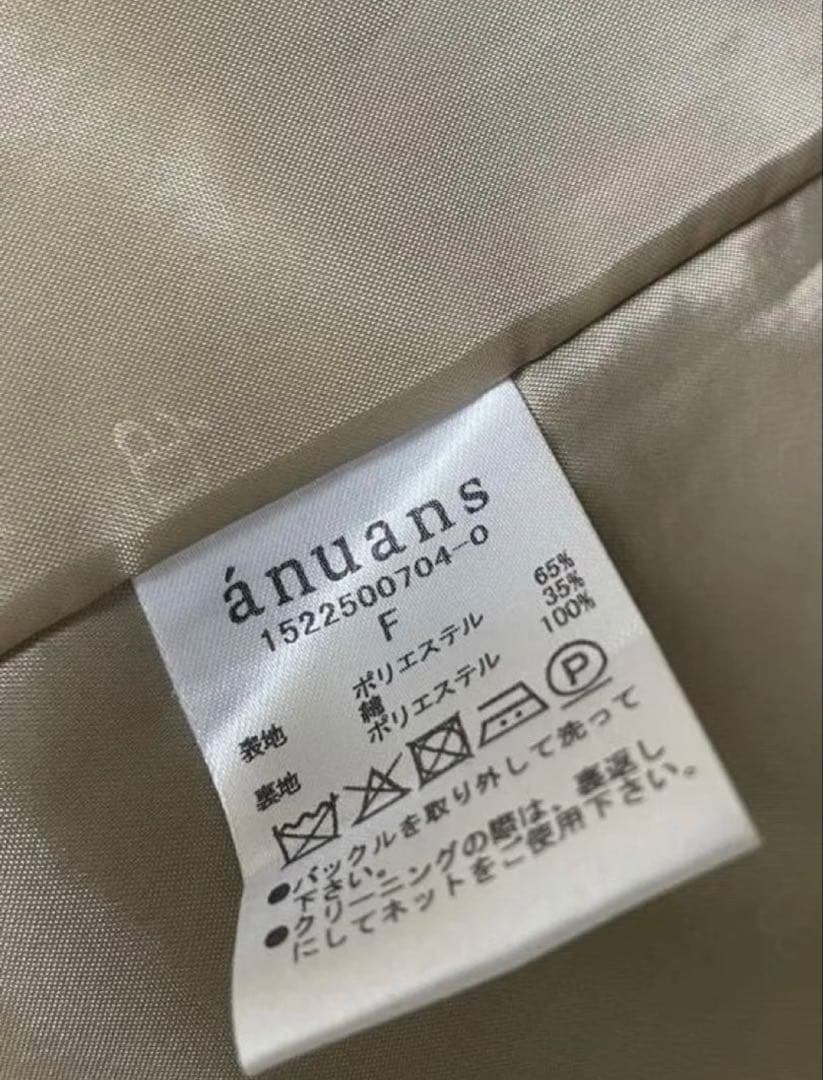 ánuans
1522500704-0
F
表地 ポリエステル 65%
綿 35%
裏地 ポリエステル 100%
P
●バックルを取り外して洗って
下さい。
●クリーニングの際は、裏返し
にしてネットをご使用下さい。